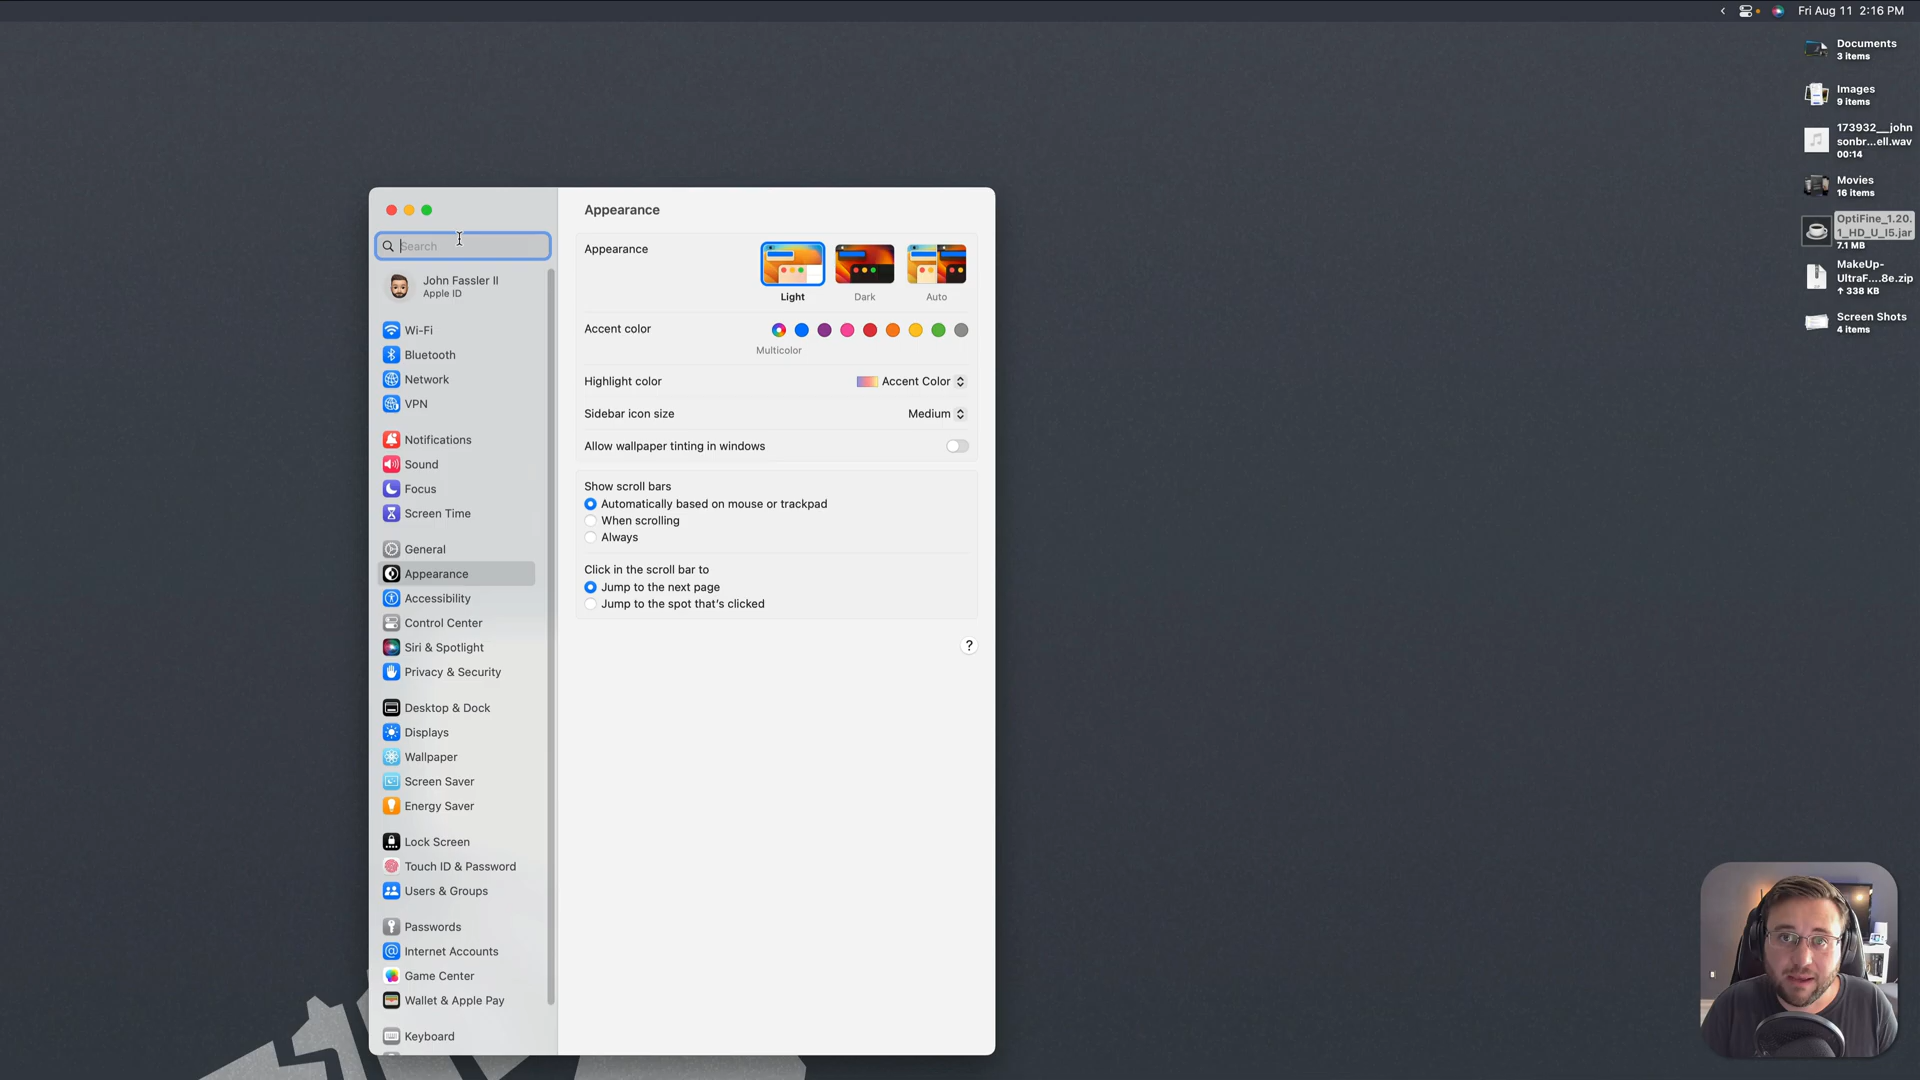 Fri Aug 11 2:16 PM
Documents
3 items
Images
9 items
173932__john
sonbr...ell.wav
00:14
Movies
16 items
OptiFine_1.20.
1_HD_U_I5.jar
7.1 MB
MakeUp-
UltraF....8e.zip
↑ 338 KB
Screen Shots
4 items
Search
John Fassler II
Apple ID
Wi-Fi
Bluetooth
Network
VPN
Notifications
Sound
Focus
Screen Time
General
Appearance
Accessibility
Control Center
Siri & Spotlight
Privacy & Security
Desktop & Dock
Displays
Wallpaper
Screen Saver
Energy Saver
Lock Screen
Touch ID & Password
Users & Groups
Passwords
Internet Accounts
Game Center
Wallet & Apple Pay
Keyboard
Appearance
Appearance
Light
Dark
Auto
Accent color
Multicolor
Highlight color
Accent Color
Sidebar icon size
Medium
Allow wallpaper tinting in windows
Show scroll bars
Automatically based on mouse or trackpad
When scrolling
Always
Click in the scroll bar to
Jump to the next page
Jump to the spot that's clicked
?